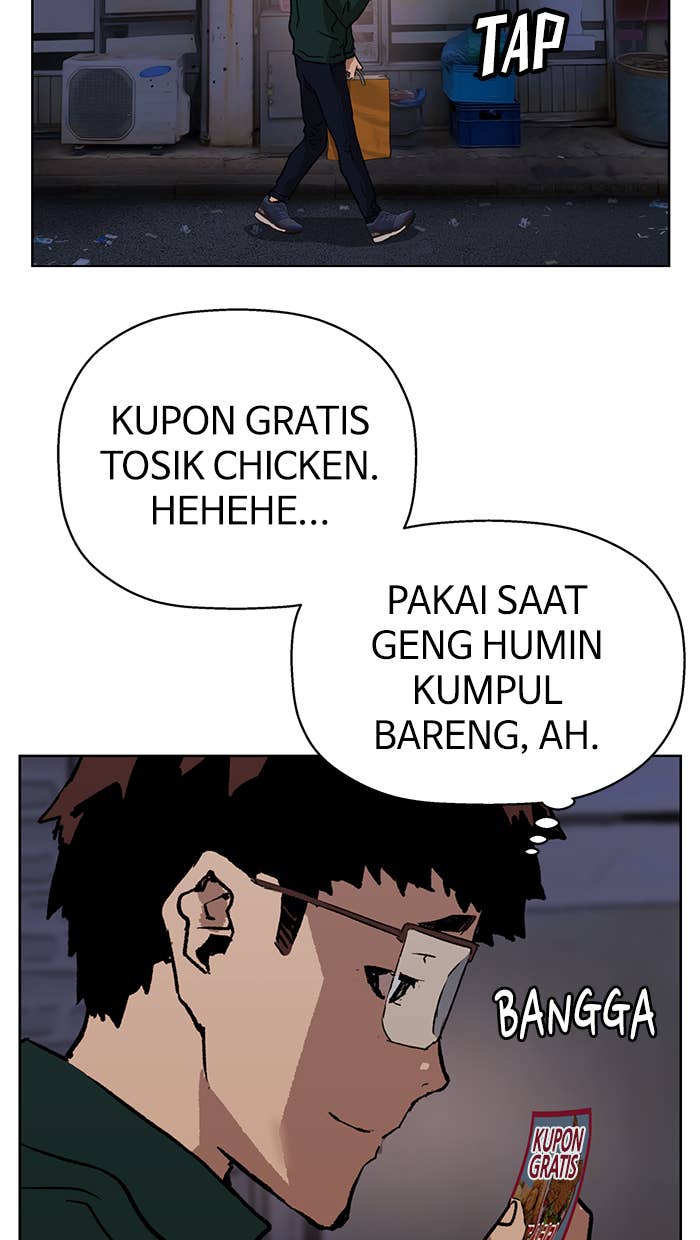 TAP
KUPON GRATIS
TOSIK CHICKEN.
HEHEHE...
PAKAI SAAT
GENG HUMIN
KUMPUL
BARENG, AH.
BANGGA
KUPON
GRATIS